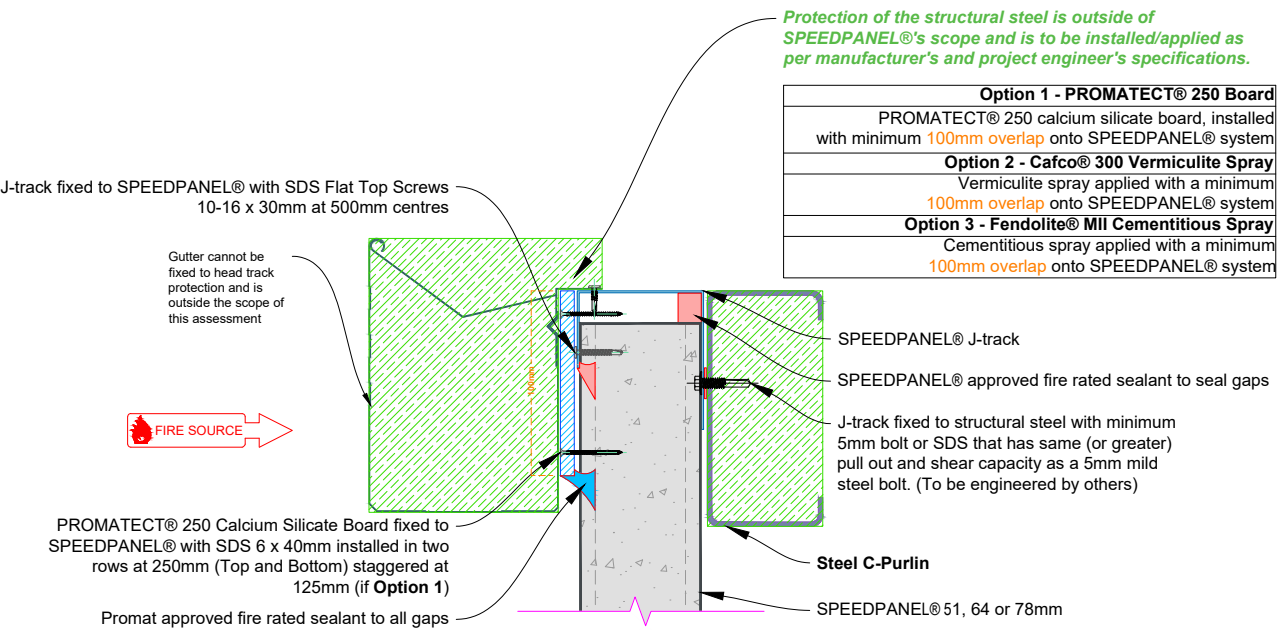 Protection of the structural steel is outside of
SPEEDPANEL®'s scope and is to be installed/applied as
per manufacturer's and project engineer's specifications.
Option 1 - PROMATECT® 250 Board
PROMATECT® 250 calcium silicate board, installed
with minimum 100mm overlap onto SPEEDPANEL® system
Option 2 - Cafco® 300 Vermiculite Spray
Vermiculite spray applied with a minimum
100mm overlap onto SPEEDPANEL® system
Option 3 - Fendolite® MII Cementitious Spray
Cementitious spray applied with a minimum
100mm overlap onto SPEEDPANEL® system
J-track fixed to SPEEDPANEL® with SDS Flat Top Screws
10-16 x 30mm at 500mm centres
Gutter cannot be
fixed to head track
protection and is
outside the scope of
this assessment
100mm
FIRE SOURCE
SPEEDPANEL® J-track
SPEEDPANEL® approved fire rated sealant to seal gaps
J-track fixed to structural steel with minimum
5mm bolt or SDS that has same (or greater)
pull out and shear capacity as a 5mm mild
steel bolt. (To be engineered by others)
PROMATECT® 250 Calcium Silicate Board fixed to
SPEEDPANEL® with SDS 6 x 40mm installed in two
rows at 250mm (Top and Bottom) staggered at
125mm (if Option 1)
Promat approved fire rated sealant to all gaps
Steel C-Purlin
SPEEDPANEL® 51, 64 or 78mm